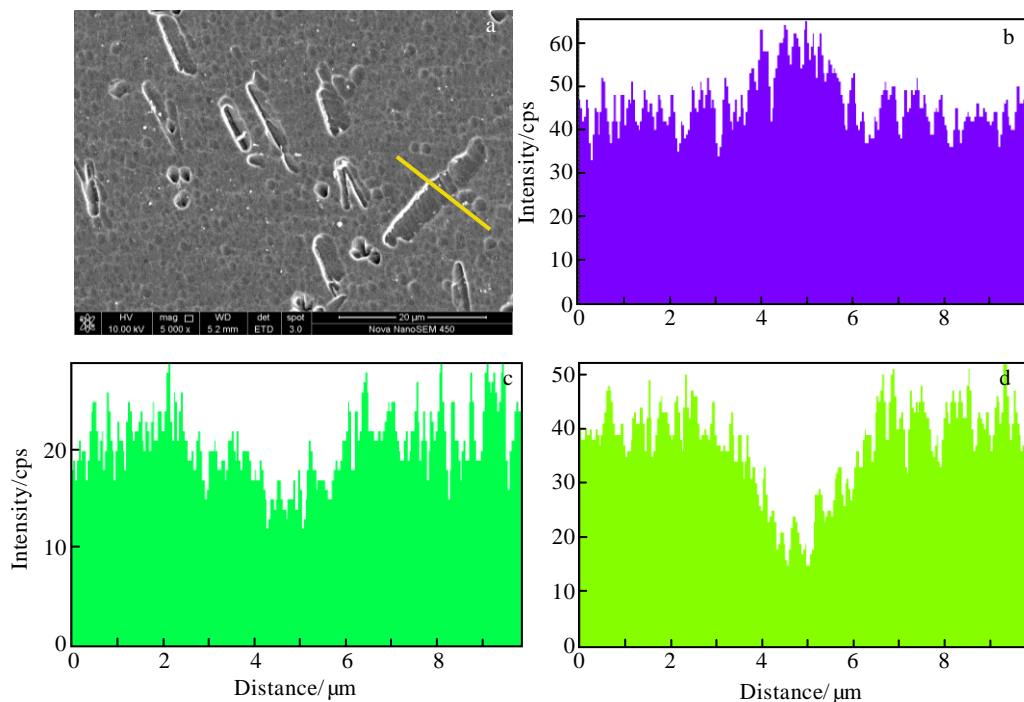 a
HV mag □ WD det spot 20 µm
10.00 kV 5 000 x 5.2 mm ETD 3.0 Nova NanoSEM 450
b
Intensity/cps
60
50
40
30
20
10
0
0 2 4 6 8
c
Intensity/cps
20
10
0
0 2 4 6 8
Distance/µm
d
50
40
30
20
10
0
0 2 4 6 8
Distance/µm